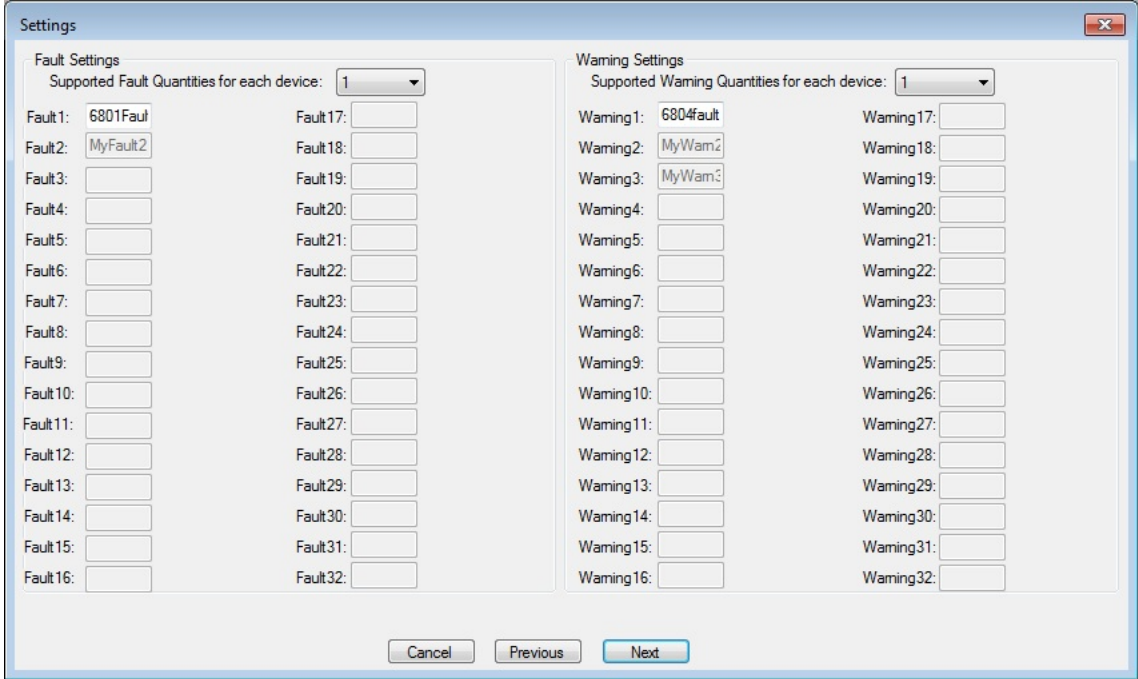 Settings
Fault Settings
Supported Fault Quantities for each device: 1
Fault1: 6801Faul
Fault2: MyFault2
Fault3:
Fault4:
Fault5:
Fault6:
Fault7:
Fault8:
Fault9:
Fault10:
Fault11:
Fault12:
Fault13:
Fault14:
Fault15:
Fault16:
Fault17:
Fault18:
Fault19:
Fault20:
Fault21:
Fault22:
Fault23:
Fault24:
Fault25:
Fault26:
Fault27:
Fault28:
Fault29:
Fault30:
Fault31:
Fault32:
Warning Settings
Supported Warning Quantities for each device: 1
Warning1: 6804fault
Warning2: MyWarn2
Warning3: MyWarn3
Warning4:
Warning5:
Warning6:
Warning7:
Warning8:
Warning9:
Warning10:
Warning11:
Warning12:
Warning13:
Warning14:
Warning15:
Warning16:
Warning17:
Warning18:
Warning19:
Warning20:
Warning21:
Warning22:
Warning23:
Warning24:
Warning25:
Warning26:
Warning27:
Warning28:
Warning29:
Warning30:
Warning31:
Warning32:
Cancel
Previous
Next